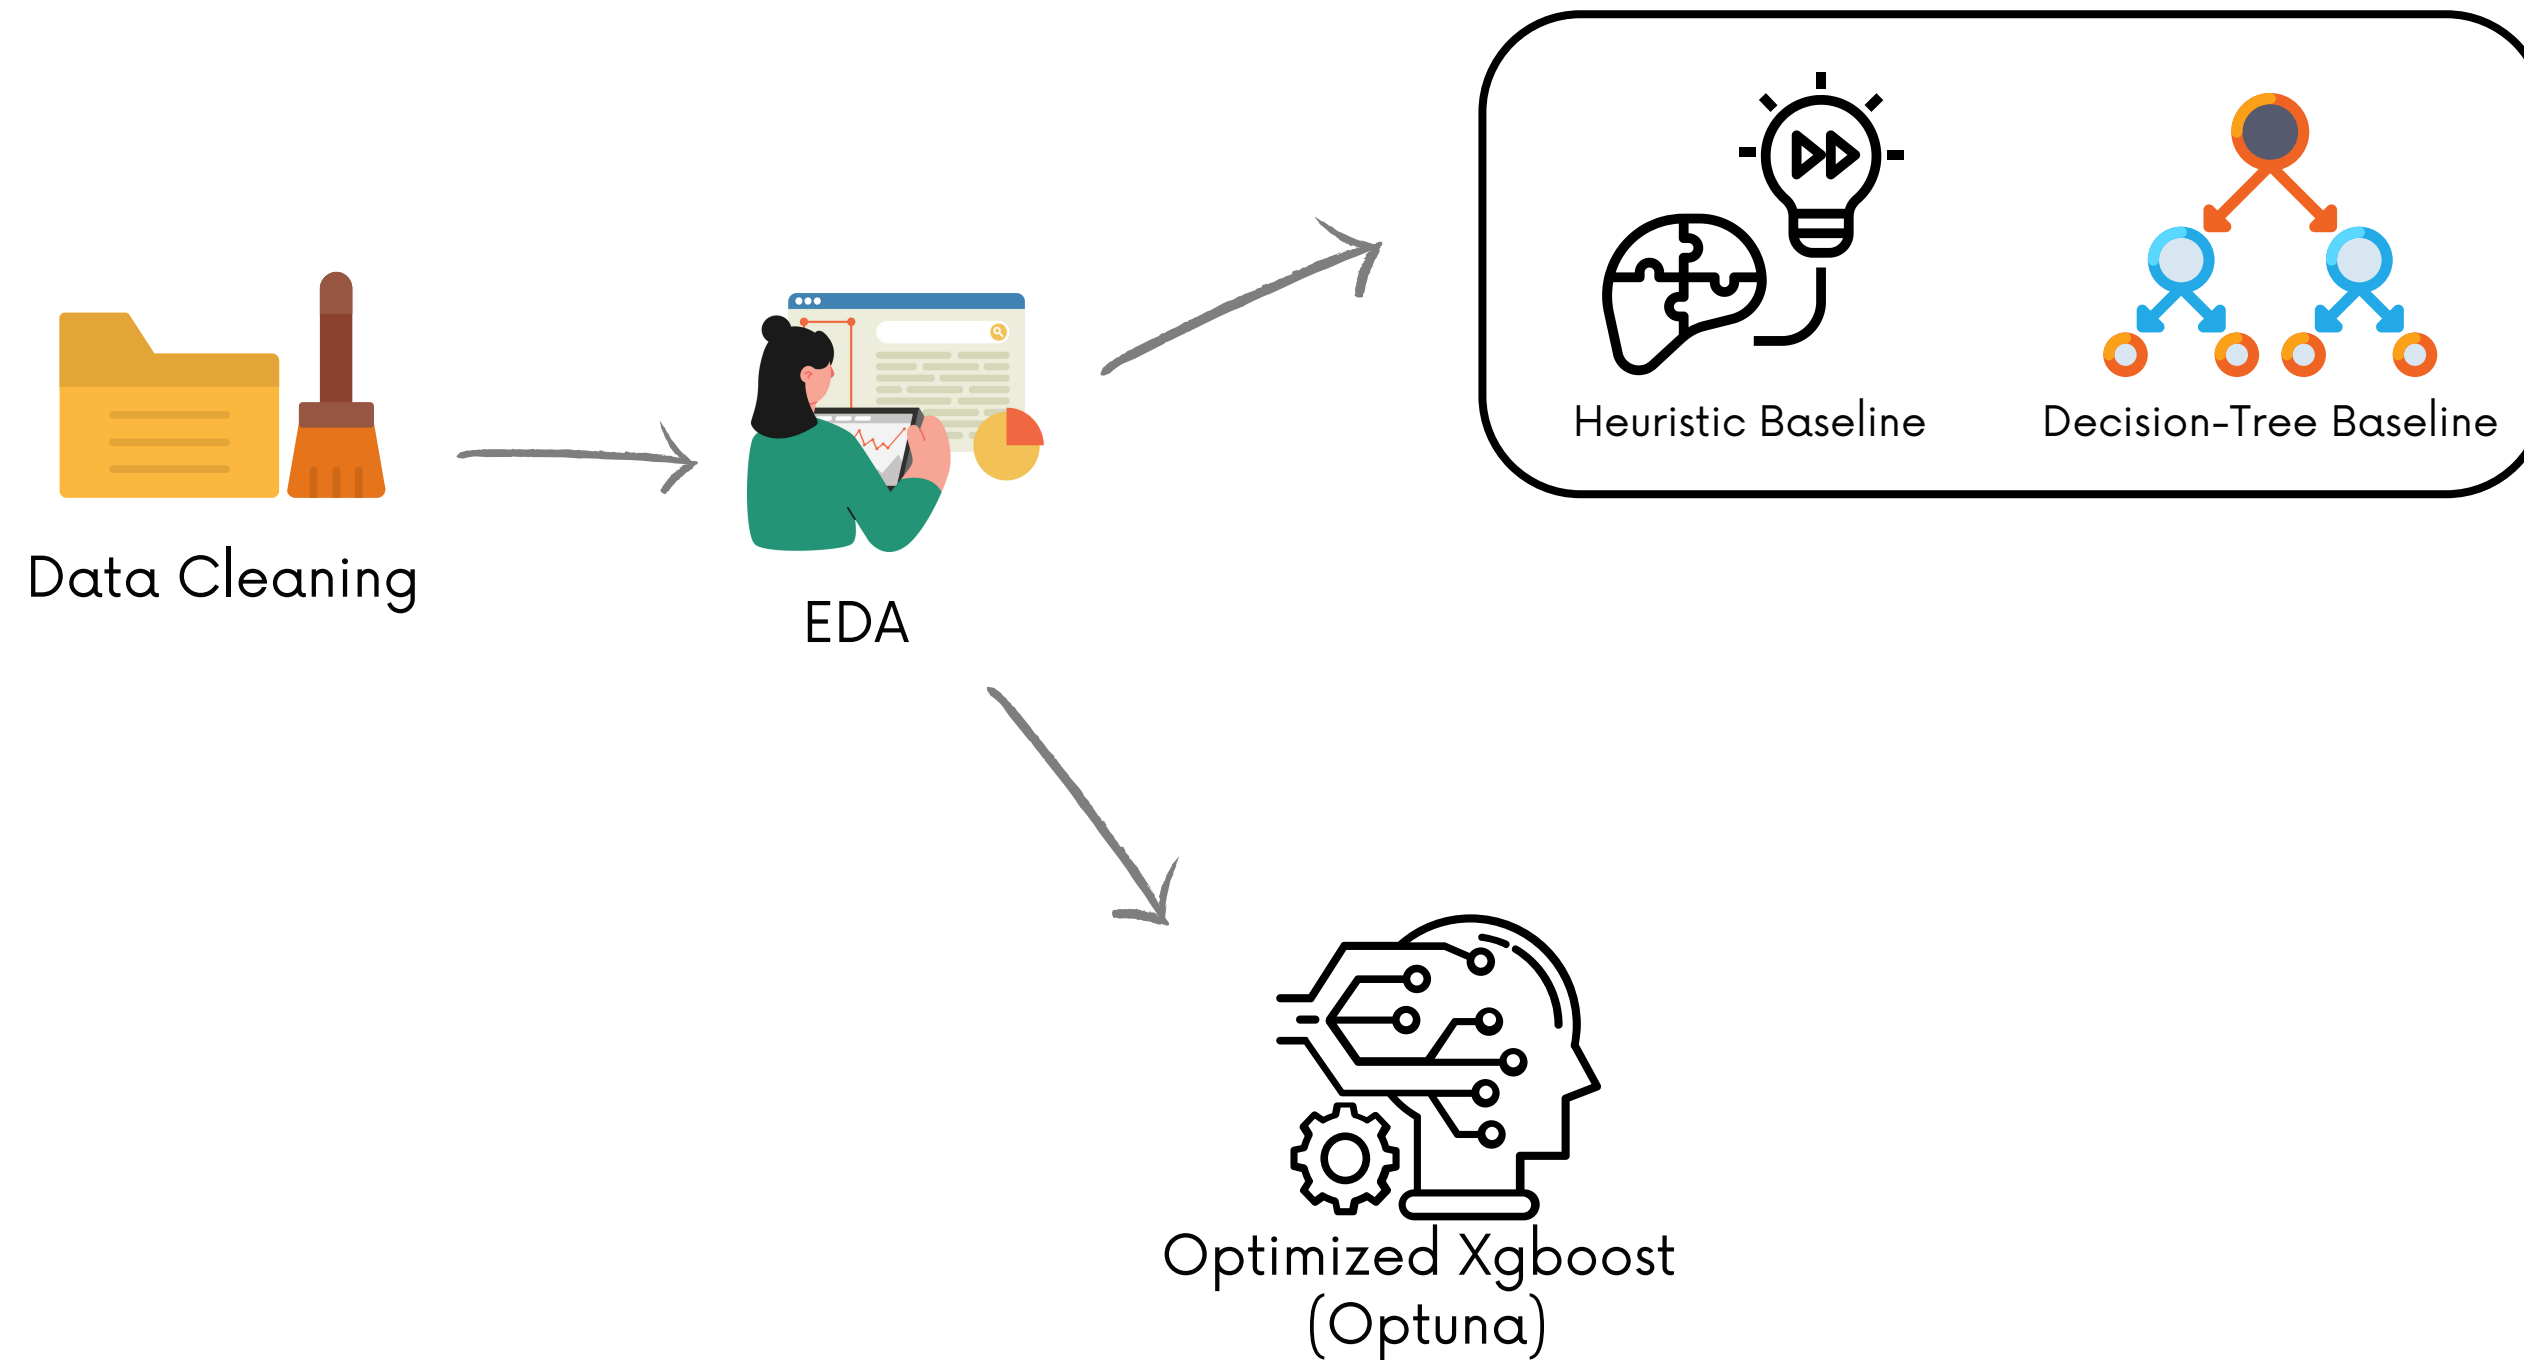 Heuristic Baseline
Decision-Tree Baseline
Data Cleaning
EDA
Optimized Xgboost
(Optuna)